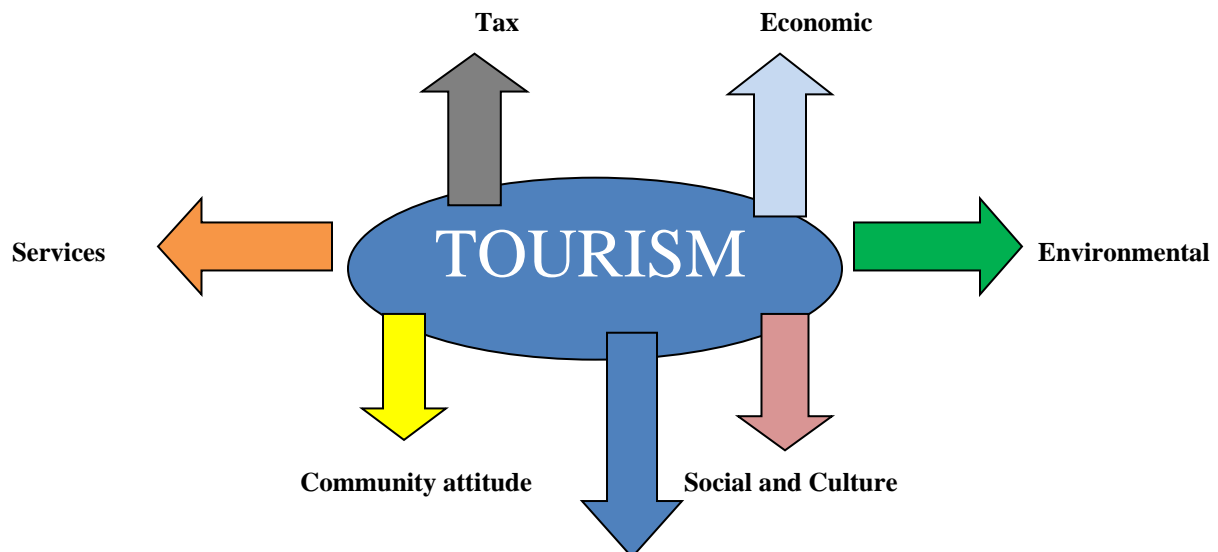 Tax
Economic
TOURISM
Services
Environmental
Community attitude
Social and Culture